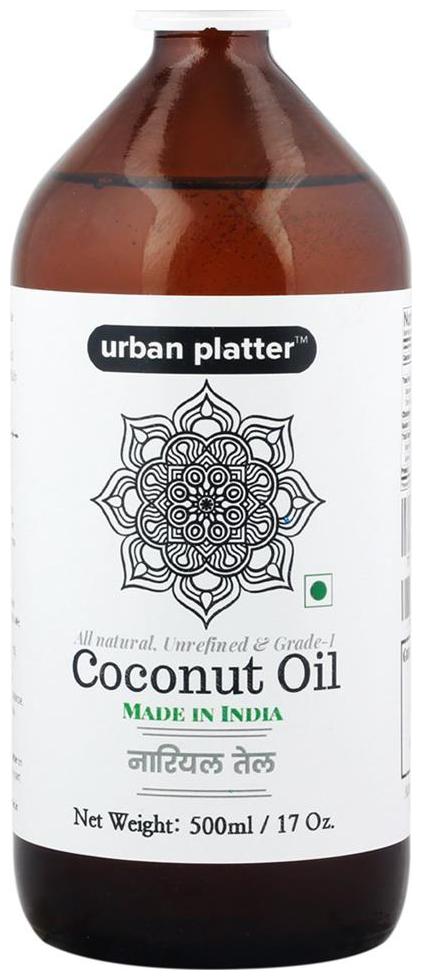 urban platter™
All natural, Unrefined & Grade-1
Coconut Oil
MADE IN INDIA
नारियल तेल
Net Weight: 500ml / 17 Oz.